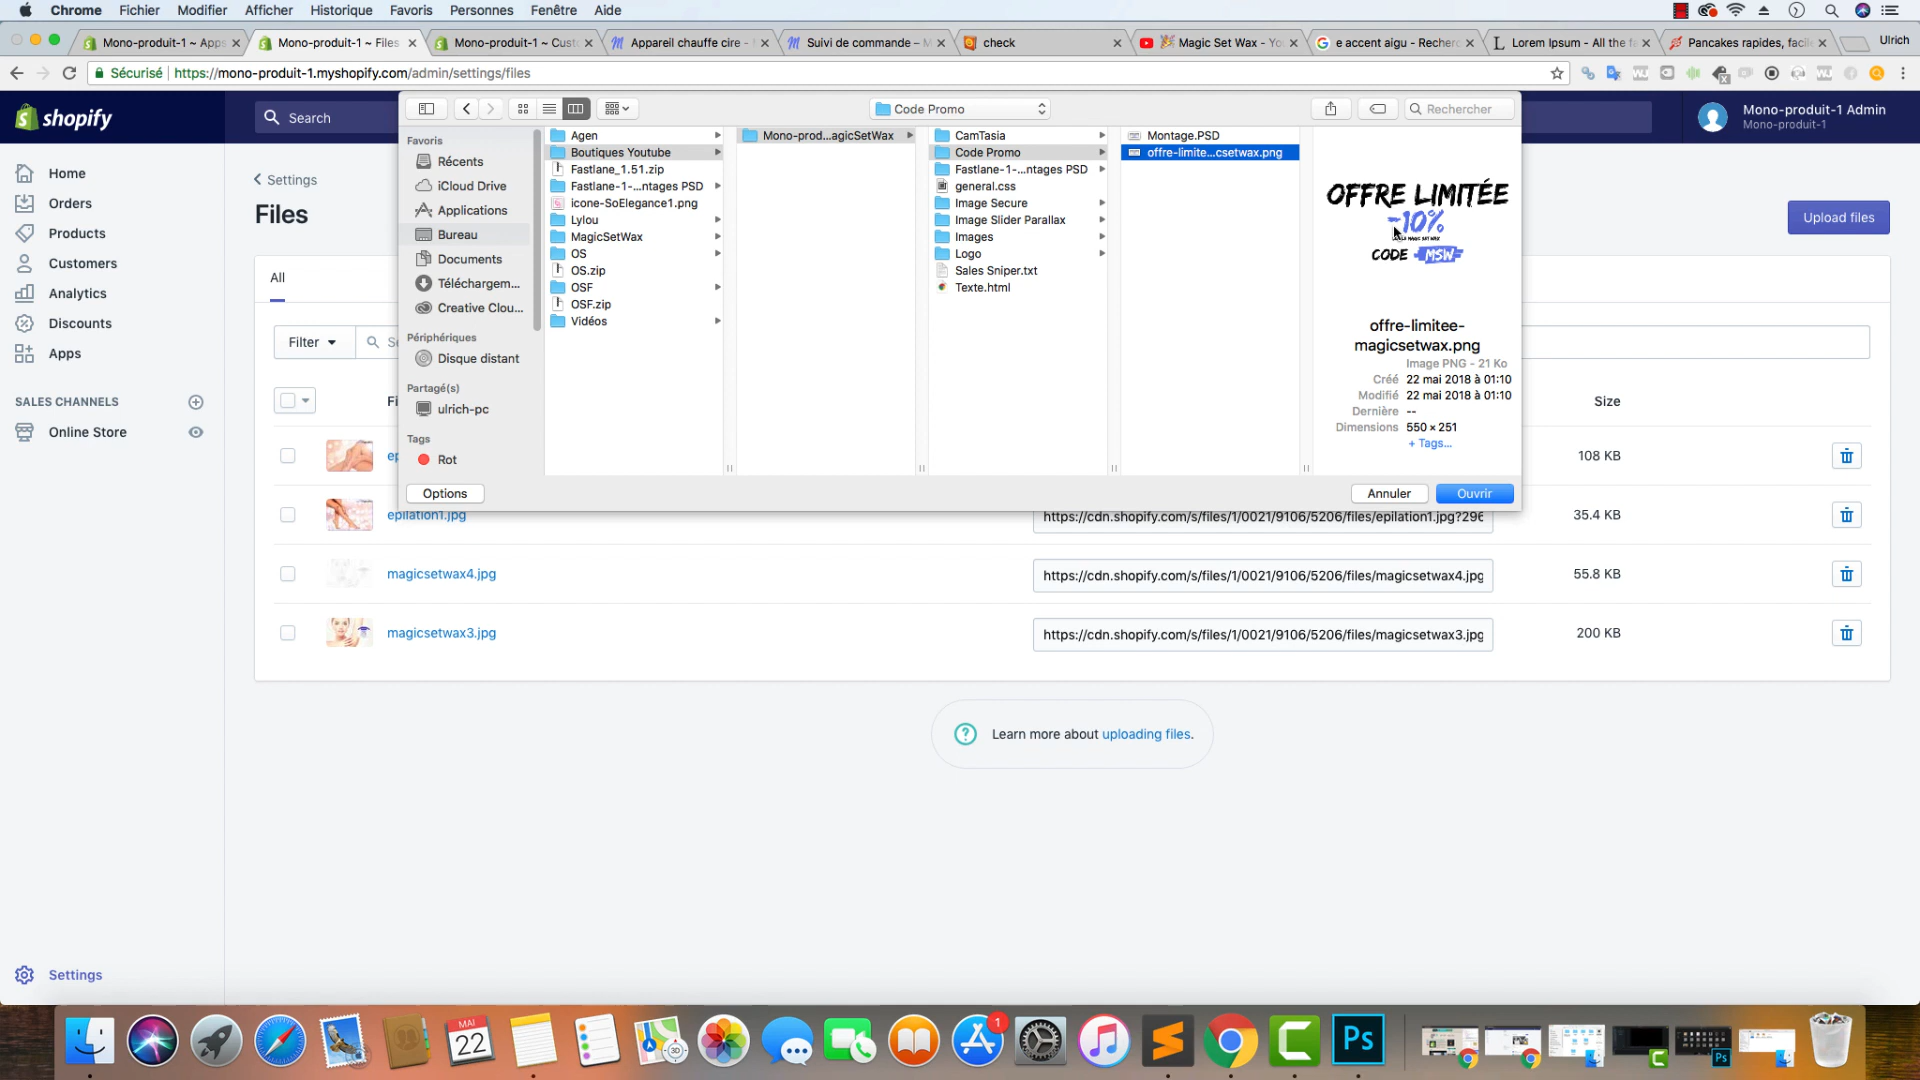 Chrome Fichier Modifier Afficher Historique Favoris Personnes Fenêtre Aide
Mono-produit-1 ~ Apps
Mono-produit-1 ~ Files
Mono-produit-1 ~ Cust
Appareil chauffe cire -
Suivi de commande – M
check
Magic Set Wax - Yo
e accent aigu - Recher
Lorem Ipsum - All the fa
Pancakes rapides, facile
Ulrich
Sécurisé https://mono-produit-1.myshopify.com/admin/settings/files
shopify
Search
Mono-produit-1 Admin
Mono-produit-1
Home
Orders
Products
Customers
Analytics
Discounts
Apps
SALES CHANNELS
Online Store
Settings
Settings
Files
Upload files
All
Filter
Size
Code Promo
Rechercher
Favoris
Récents
iCloud Drive
Applications
Bureau
Documents
Téléchargem...
Creative Clou...
Périphériques
Disque distant
Partagé(s)
ulrich-pc
Tags
Rot
Agen
Boutiques Youtube
Fastlane_1.51.zip
Fastlane-1-...ntages PSD
icone-SoElegance1.png
Lylou
MagicSetWax
OS
OS.zip
OSF
OSF.zip
Vidéos
Mono-prod...agicSetWax
CamTasia
Code Promo
Fastlane-1-...ntages PSD
general.css
Image Secure
Image Slider Parallax
Images
Logo
Sales Sniper.txt
Texte.html
Montage.PSD
offre-limite...csetwax.png
OFFRE LIMITÉE
-10%
CODE MSW
offre-limitee-
magicsetwax.png
Image PNG - 21 Ko
Créé 22 mai 2018 à 01:10
Modifié 22 mai 2018 à 01:10
Dernière --
Dimensions 550 × 251
+ Tags...
Options
Annuler
Ouvrir
108 KB
epilation1.jpg
https://cdn.shopify.com/s/files/1/0021/9106/5206/files/epilation1.jpg?296
35.4 KB
magicsetwax4.jpg
https://cdn.shopify.com/s/files/1/0021/9106/5206/files/magicsetwax4.jpg
55.8 KB
magicsetwax3.jpg
https://cdn.shopify.com/s/files/1/0021/9106/5206/files/magicsetwax3.jpg
200 KB
Learn more about uploading files.
MAI
22
3D
1
Ps